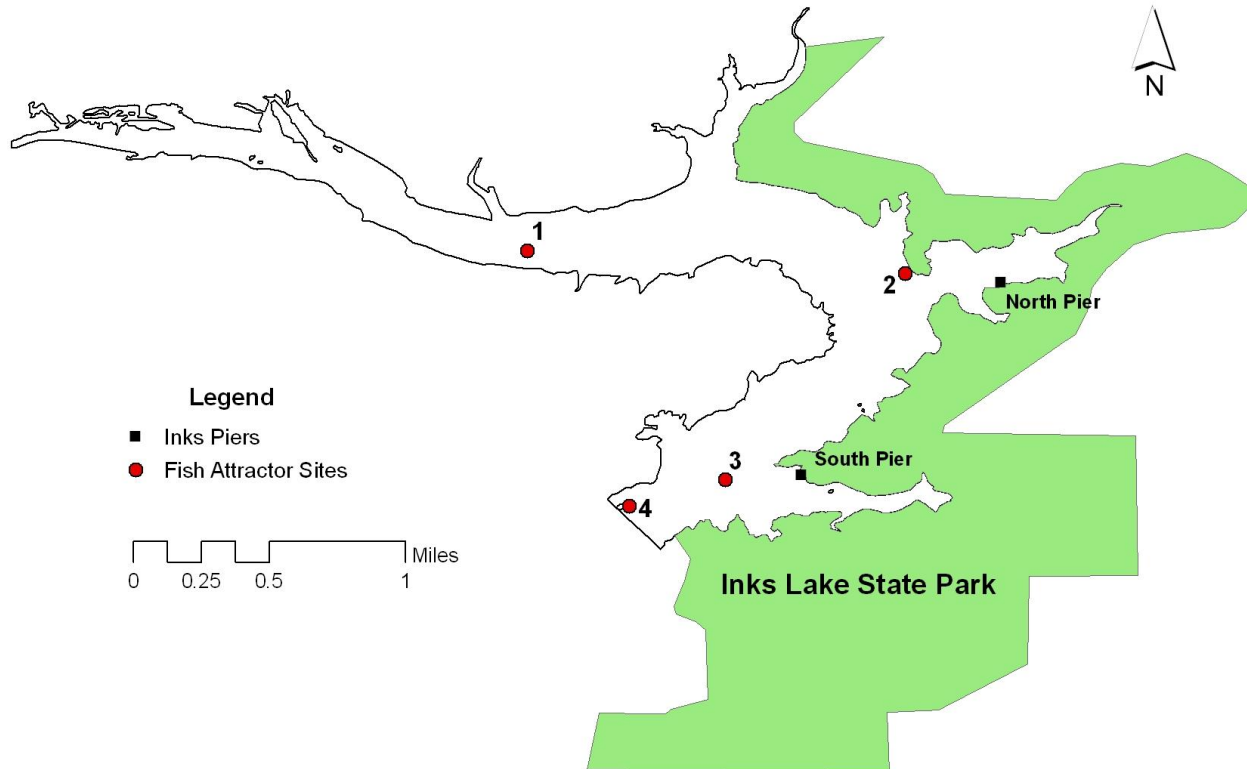 N
1
2
North Pier
Legend
Inks Piers
Fish Attractor Sites
3
South Pier
4
Miles
0 0.25 0.5 1
Inks Lake State Park